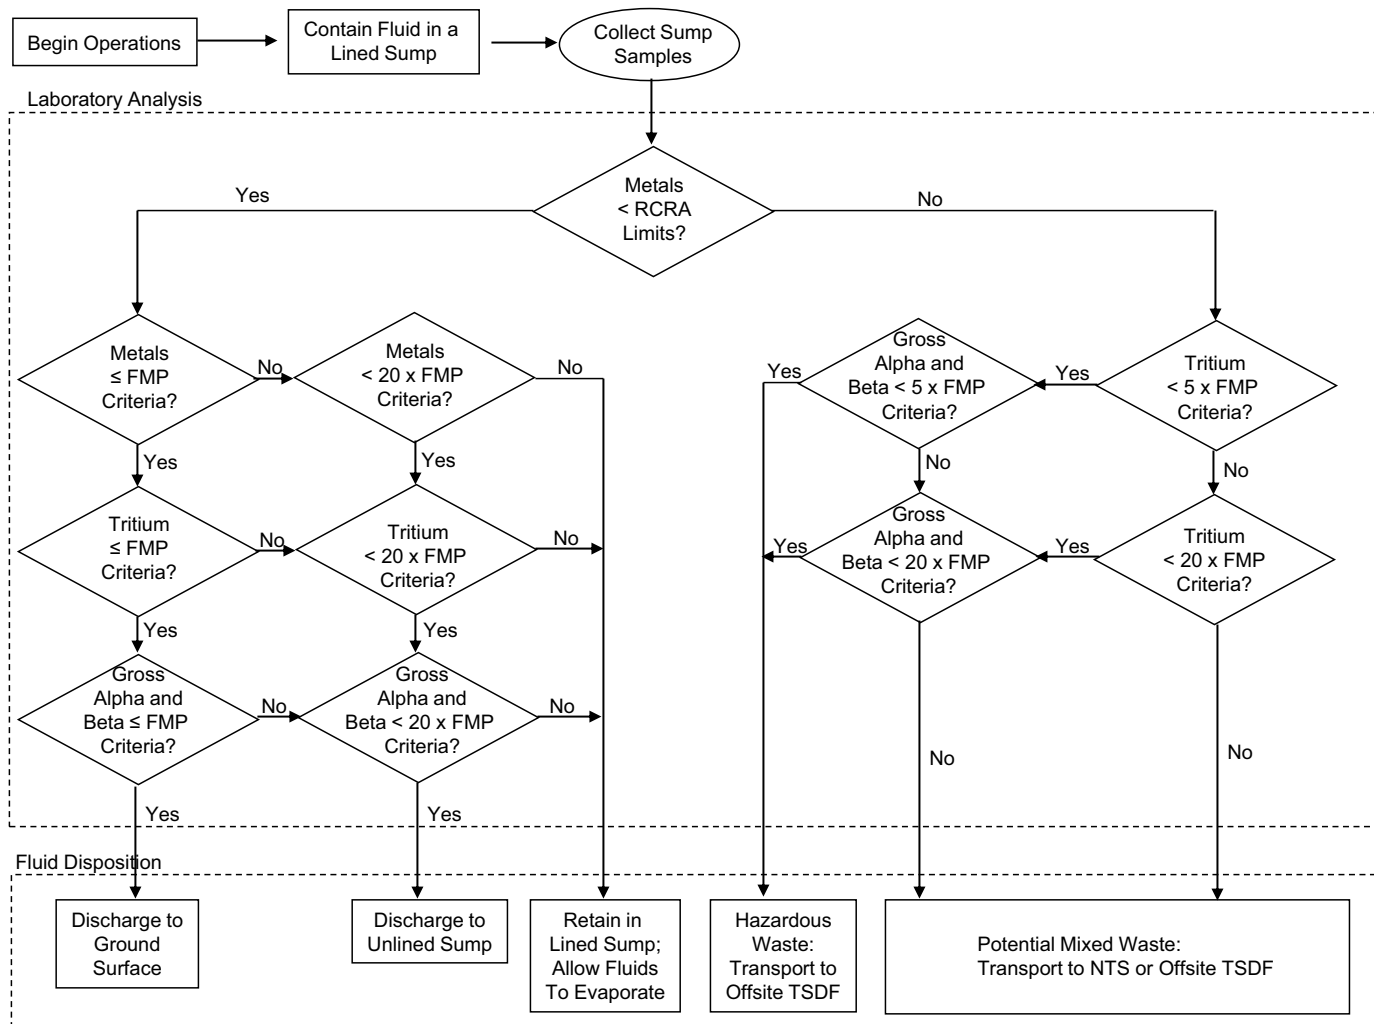 Begin Operations
Contain Fluid in a
Lined Sump
Collect Sump
Samples
Laboratory Analysis
Metals
< RCRA
Limits?
Yes
No
Metals
≤ FMP
Criteria?
No
Metals
< 20 x FMP
Criteria?
No
Yes
Gross
Alpha and
Beta < 5 x FMP
Criteria?
Yes
Tritium
< 5 x FMP
Criteria?
Yes
Yes
No
No
Tritium
≤ FMP
Criteria?
No
Tritium
< 20 x FMP
Criteria?
No
Yes
Gross
Alpha and
Beta < 20 x FMP
Criteria?
Yes
Tritium
< 20 x FMP
Criteria?
Yes
Yes
Gross
Alpha and
Beta ≤ FMP
Criteria?
No
Gross
Alpha and
Beta < 20 x FMP
Criteria?
No
No
No
Yes
Yes
Fluid Disposition
Discharge to
Ground
Surface
Discharge to
Unlined Sump
Retain in
Lined Sump;
Allow Fluids
To Evaporate
Hazardous
Waste:
Transport to
Offsite TSDF
Potential Mixed Waste:
Transport to NTS or Offsite TSDF